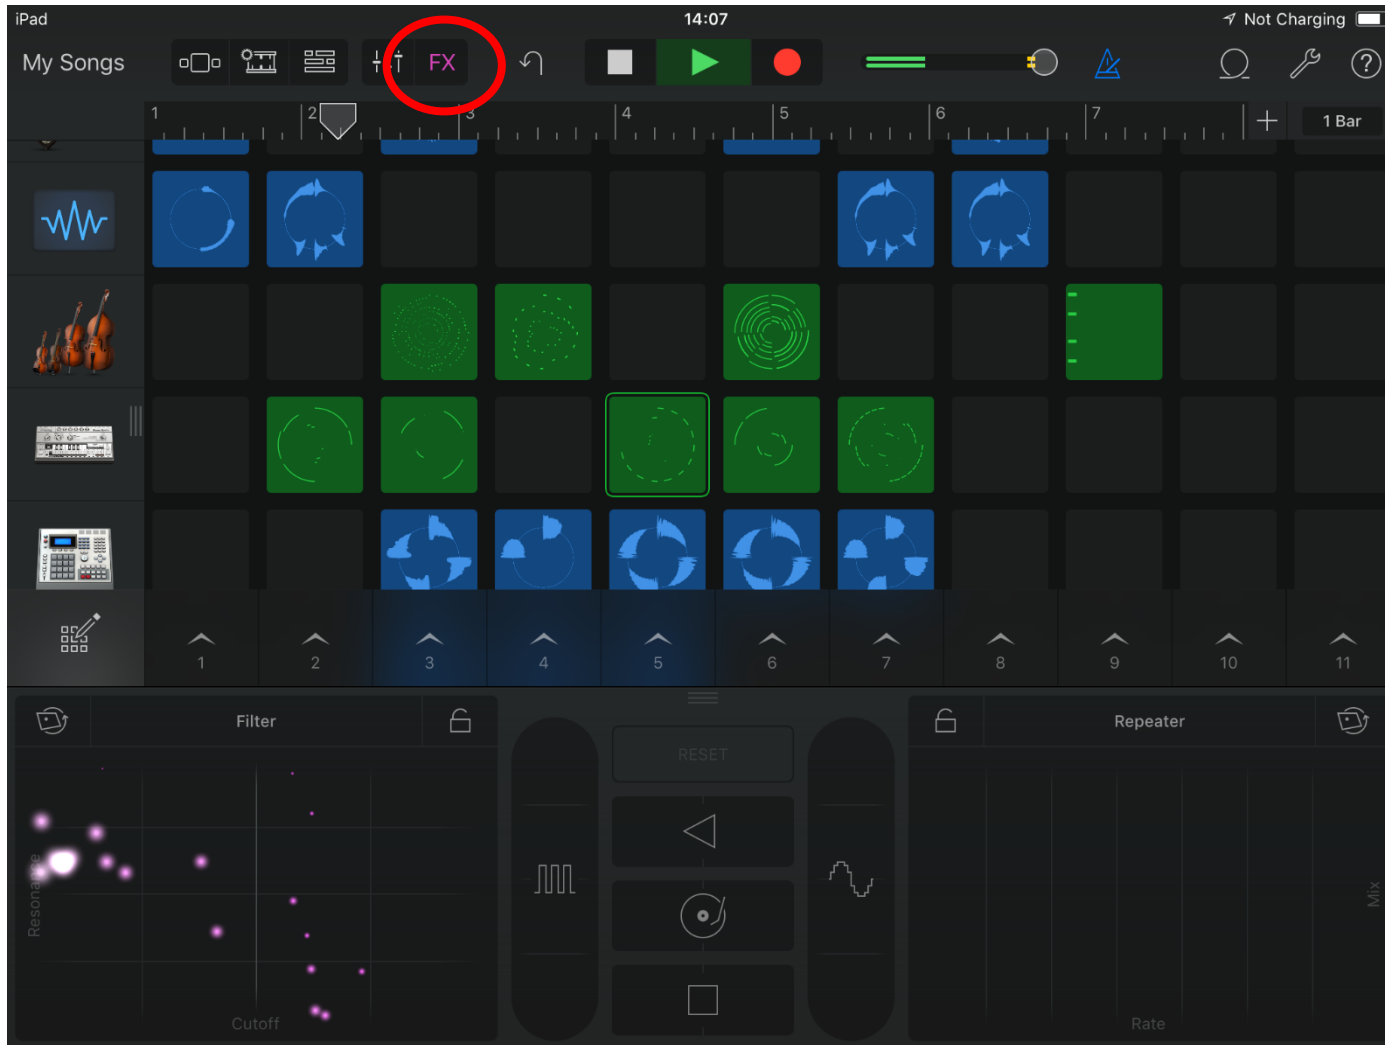 iPad 14:07 Not Charging
My Songs FX ?
1 2 3 4 5 6 7 + 1 Bar
1 2 3 4 5 6 7 8 9 10 11
Filter
Repeater
RESET
Resonance
Cutoff
Mix
Rate